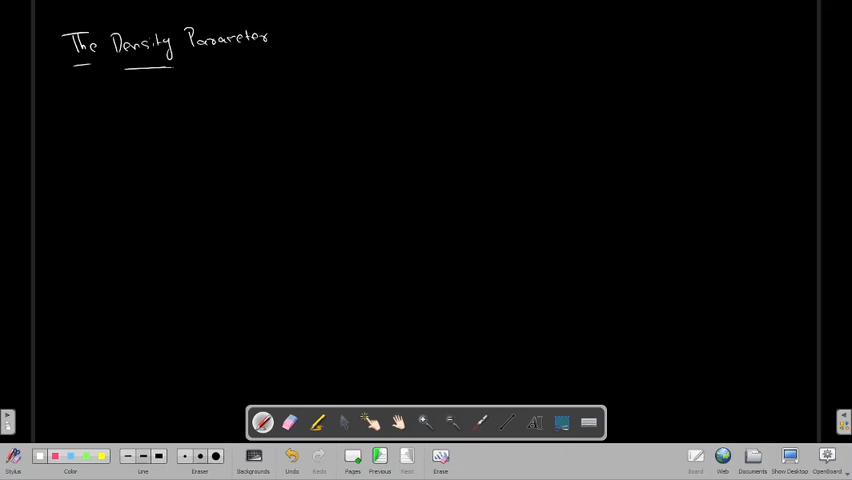 The Density Parameter
Stylus
Color
Line
Eraser
Backgrounds
Undo
Redo
Pages
Previous
Next
Erase
Board
Web
Documents
Show Desktop
OpenBoard